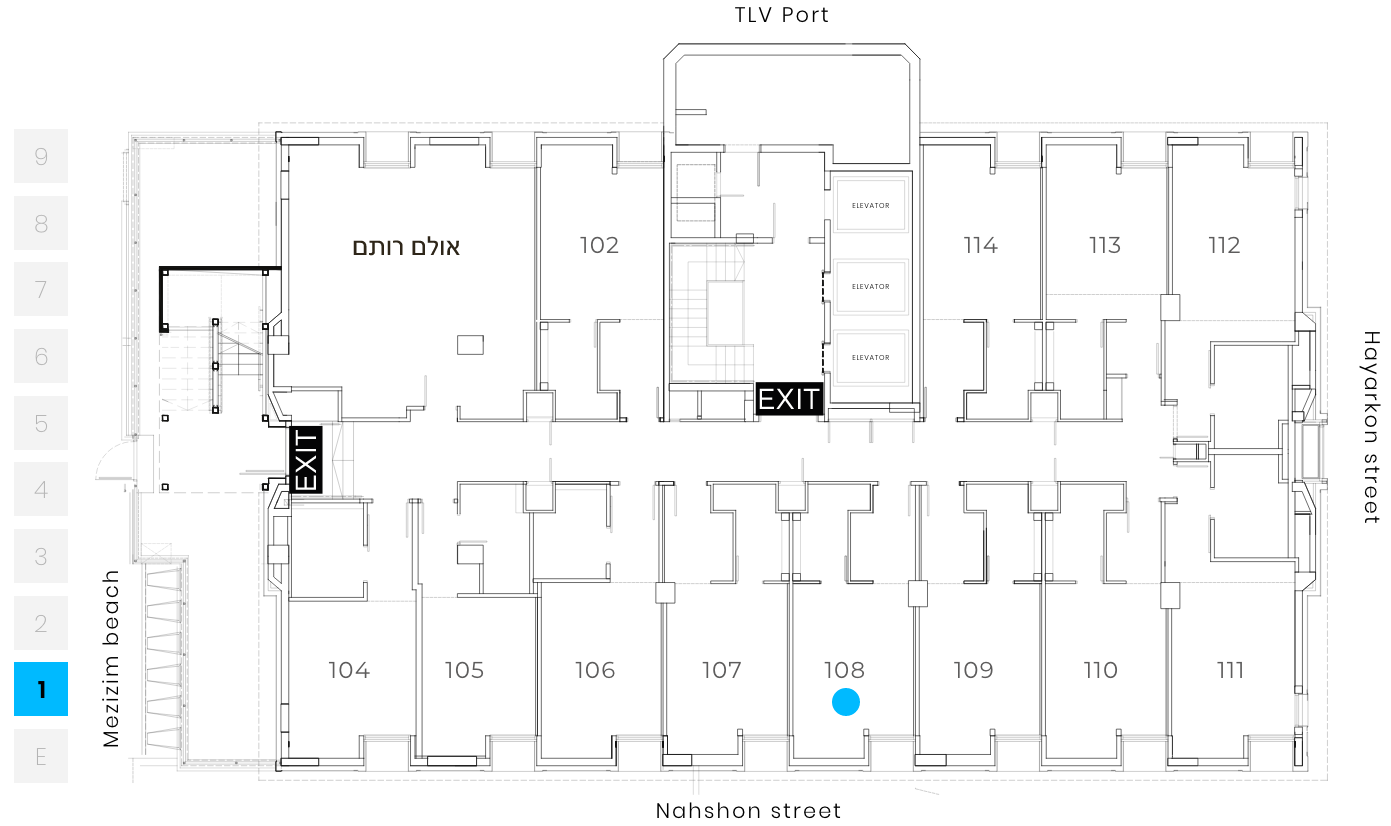 TLV Port
9
8
7
6
5
4
3
2
1
E
אולם רותם
102
114
113
112
ELEVATOR
ELEVATOR
ELEVATOR
EXIT
EXIT
Mezizim beach
Hayarkon street
104
105
106
107
108
109
110
111
Nahshon street